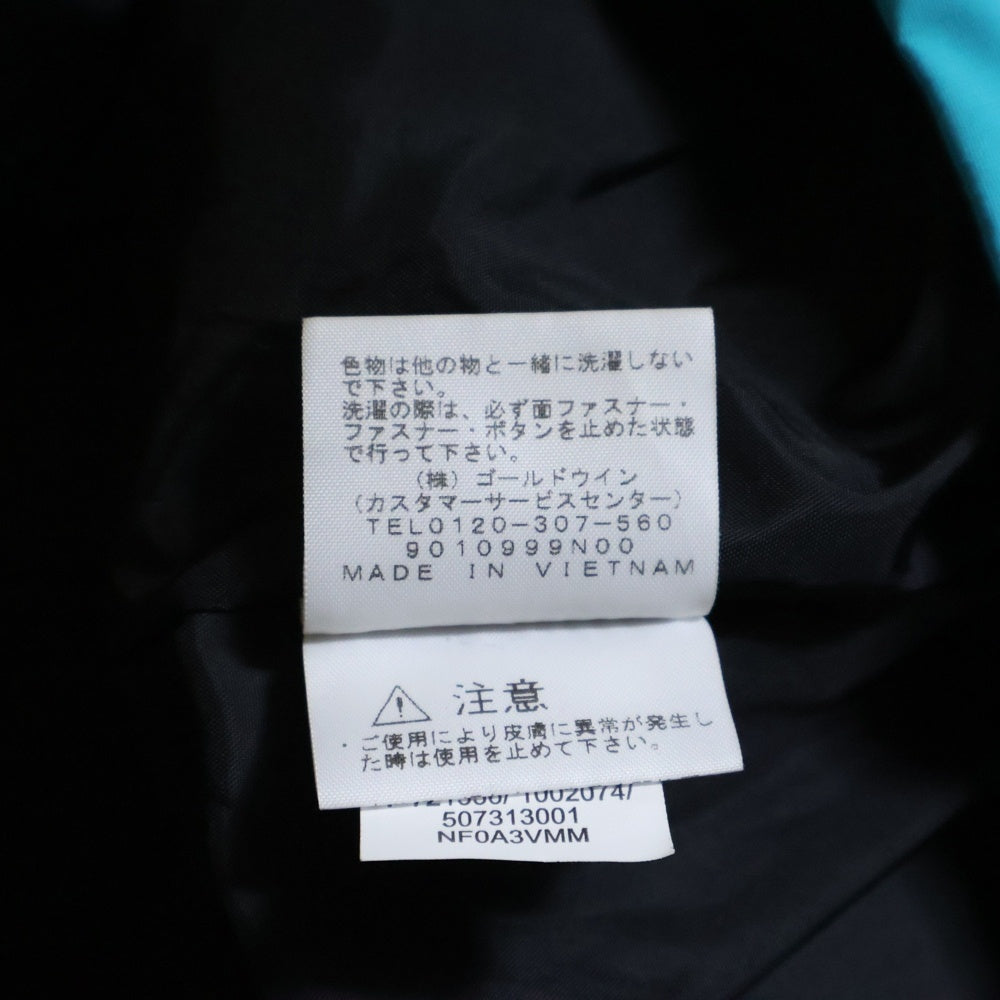 色物は他の物と一緒に洗濯しない
で下さい。
洗濯の際は、必ず面ファスナー・
ファスナー・ボタンを止めた状態
で行って下さい。
(株)ゴールドウイン
(カスタマーサービスセンター)
TEL0120-307-560
9010999N00
MADE IN VIETNAM
注意
・ご使用により皮膚に異常が発生し
た時は使用を止めて下さい。
1002074/
507313001
NF0A3VMM